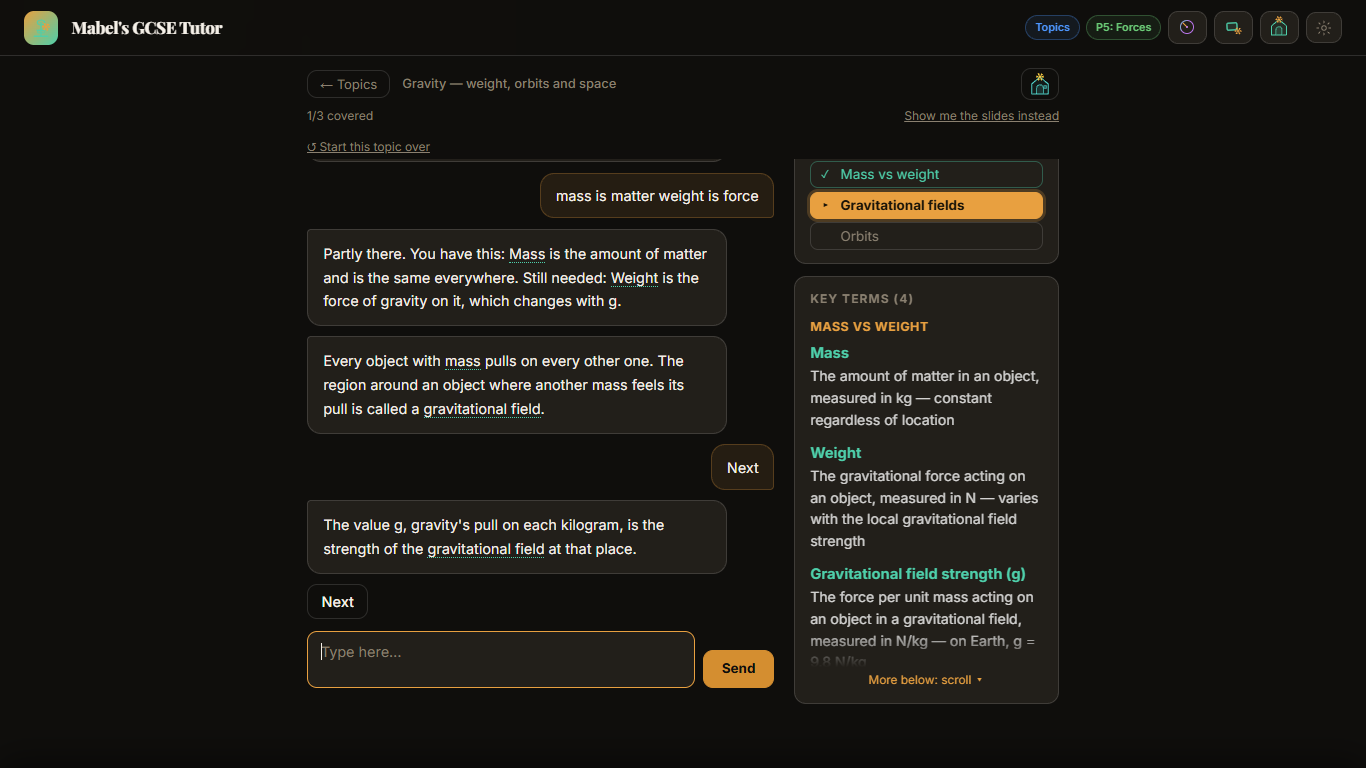 Mabel's GCSE Tutor
Topics
P5: Forces
← Topics
Gravity — weight, orbits and space
1/3 covered
Show me the slides instead
↺ Start this topic over
mass is matter weight is force
Partly there. You have this: Mass is the amount of matter
and is the same everywhere. Still needed: Weight is the
force of gravity on it, which changes with g.
Every object with mass pulls on every other one. The
region around an object where another mass feels its
pull is called a gravitational field.
Next
The value g, gravity's pull on each kilogram, is the
strength of the gravitational field at that place.
Next
Type here...
Send
✓ Mass vs weight
▸ Gravitational fields
Orbits
KEY TERMS (4)
MASS VS WEIGHT
Mass
The amount of matter in an object,
measured in kg — constant
regardless of location
Weight
The gravitational force acting on
an object, measured in N — varies
with the local gravitational field
strength
Gravitational field strength (g)
The force per unit mass acting on
an object in a gravitational field,
measured in N/kg — on Earth, g =
9.8 N/kg
More below: scroll ▾